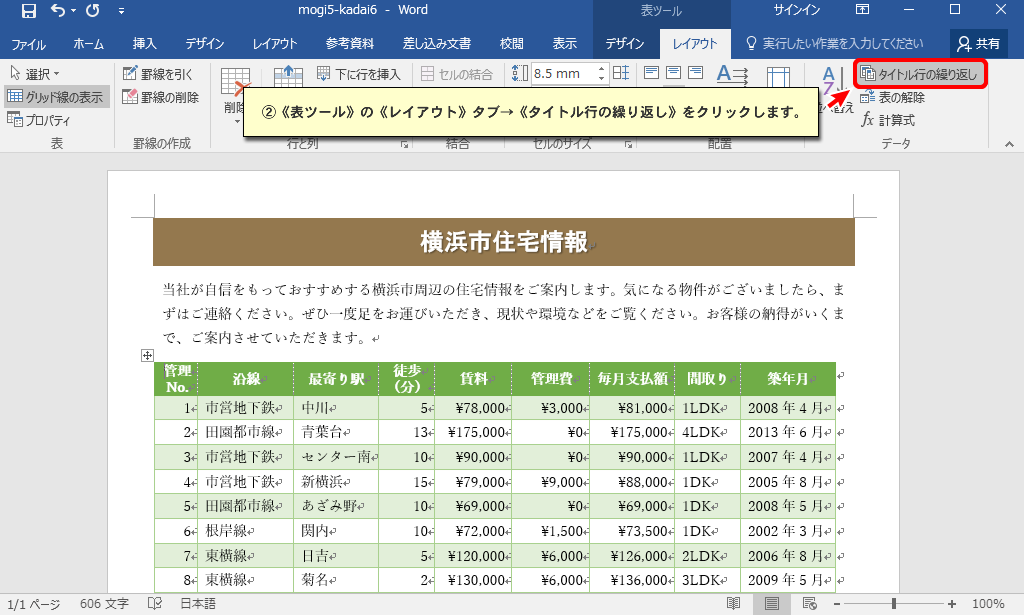 mogi5-kadai6 - Word
表ツール
サインイン
ファイル ホーム 挿入 デザイン レイアウト 参考資料 差し込み文書 校閲 表示 デザイン レイアウト 実行したい作業を入力してください 共有
選択 罫線を引く 下に行を挿入 セルの結合 8.5 mm タイトル行の繰り返し
グリッド線の表示 罫線の削除 削除 表の解除
プロパティ 計算式
②《表ツール》の《レイアウト》タブ→《タイトル行の繰り返し》をクリックします。
表 罫線の作成 行と列 結合 セルのサイズ 配置 データ
横浜市住宅情報
当社が自信をもっておすすめする横浜市周辺の住宅情報をご案内します。気になる物件がございましたら、ま
ずはご連絡ください。ぜひ一度足をお運びいただき、現状や環境などをご覧ください。お客様の納得がいくま
で、ご案内させていただきます。
管理No. 沿線 最寄り駅 徒歩（分） 賃料 管理費 毎月支払額 間取り 築年月
1 市営地下鉄 中川 5 ¥78,000 ¥3,000 ¥81,000 1LDK 2008 年 4 月
2 田園都市線 青葉台 13 ¥175,000 ¥0 ¥175,000 4LDK 2013 年 6 月
3 市営地下鉄 センター南 10 ¥90,000 ¥0 ¥90,000 1LDK 2007 年 4 月
4 市営地下鉄 新横浜 15 ¥79,000 ¥9,000 ¥88,000 1DK 2005 年 8 月
5 田園都市線 あざみ野 10 ¥69,000 ¥0 ¥69,000 1DK 2008 年 5 月
6 根岸線 関内 10 ¥72,000 ¥1,500 ¥73,500 1DK 2002 年 3 月
7 東横線 日吉 5 ¥120,000 ¥6,000 ¥126,000 2LDK 2006 年 8 月
8 東横線 菊名 2 ¥130,000 ¥6,000 ¥136,000 3LDK 2009 年 5 月
1/1 ページ 606 文字 日本語 100%